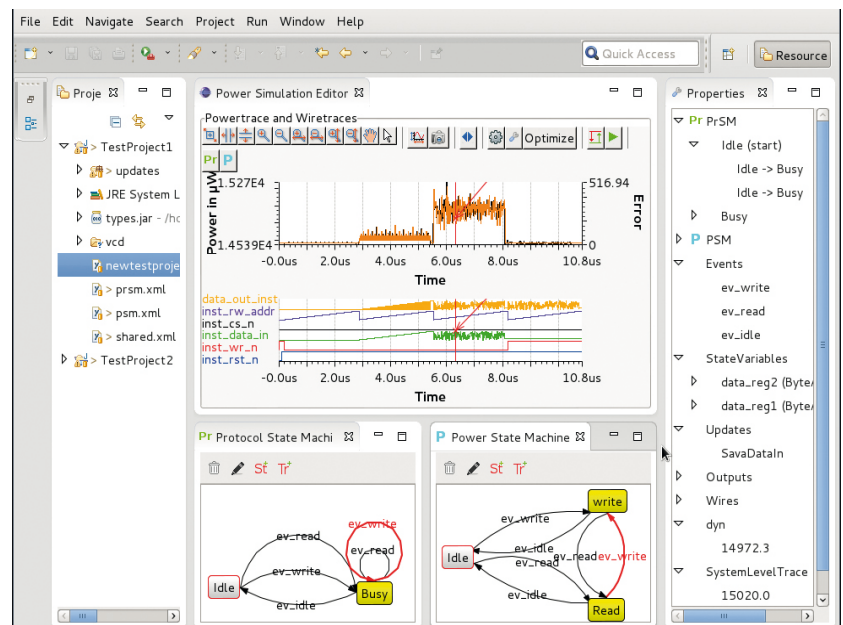 File Edit Navigate Search Project Run Window Help
Quick Access
Resource
Proje
> TestProject1
> updates
JRE System L
types.jar - /hc
vcd
newtestproje
> prsm.xml
> psm.xml
> shared.xml
> TestProject2
Power Simulation Editor
Powertrace and Wiretraces
Optimize
Pr P
Power in µW
1.527E4
1.4539E4
516.94
0
Error
-0.0us 2.0us 4.0us 6.0us 8.0us 10.8us
Time
data_out_inst
inst_rw_addr
inst_cs_n
inst_data_in
inst_wr_n
inst_rst_n
-0.0us 2.0us 4.0us 6.0us 8.0us 10.8us
Time
Pr Protocol State Machi
St Tr
ev_write
ev_read
ev_read
ev_write
Idle
Busy
ev_idle
P Power State Machine
St Tr
write
ev_write
Idle
ev_idle
ev_read
ev_read
ev_write
ev_idle
Read
Properties
Pr PrSM
Idle (start)
Idle -> Busy
Idle -> Busy
Busy
P PSM
Events
ev_write
ev_read
ev_idle
StateVariables
data_reg2 (Byte/
data_reg1 (Byte/
Updates
SavaDataIn
Outputs
Wires
dyn
14972.3
SystemLevelTrace
15020.0